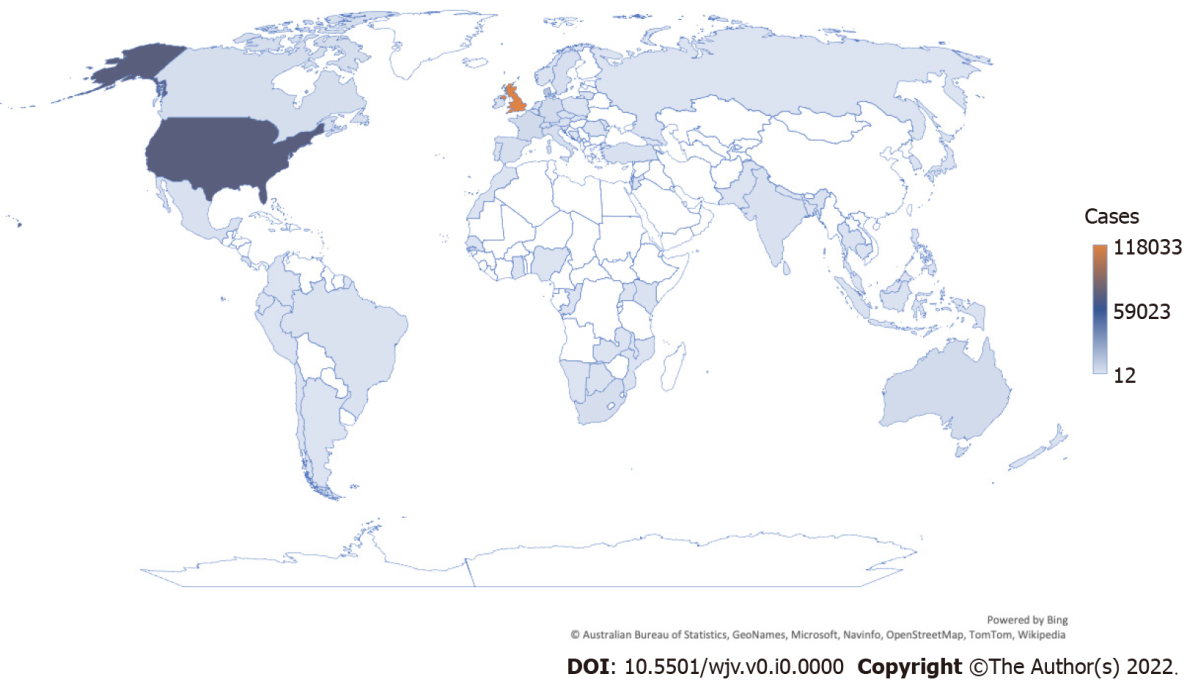 Cases
118033
59023
12
Powered by Bing
© Australian Bureau of Statistics, GeoNames, Microsoft, Navinfo, OpenStreetMap, TomTom, Wikipedia
DOI: 10.5501/wjv.v0.i0.0000 Copyright ©The Author(s) 2022.